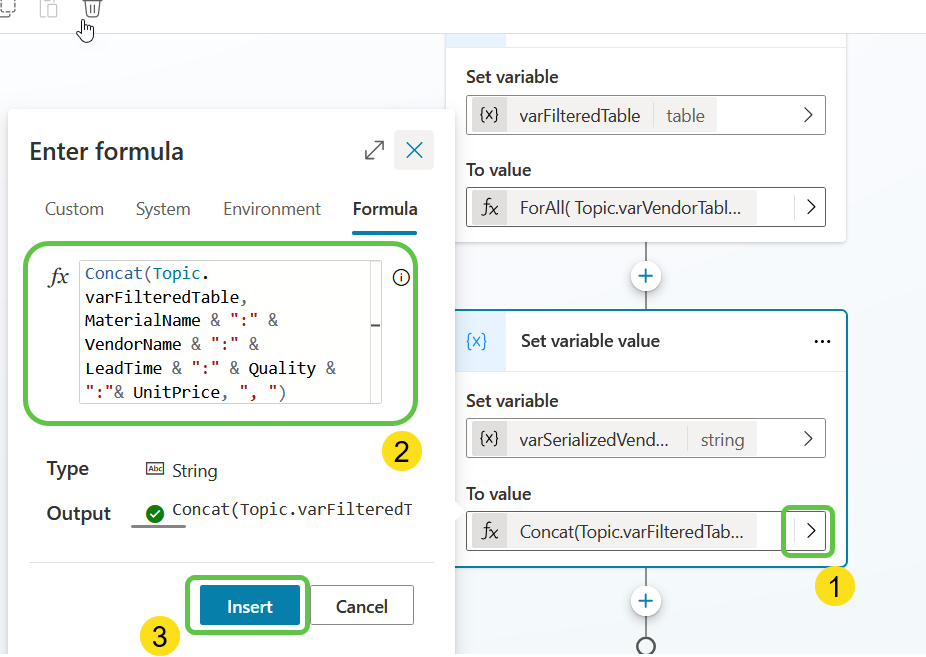 Set variable
{x} varFilteredTable table
To value
fx ForAll( Topic.varVendorTabl...
Enter formula
Custom System Environment Formula
fx Concat(Topic.
varFilteredTable,
MaterialName & ":" &
VendorName & ":" &
LeadTime & ":" & Quality &
":"& UnitPrice, ", ")
2
Type Abc String
Output Concat(Topic.varFilteredT
Insert Cancel
3
{x} Set variable value ...
Set variable
{x} varSerializedVend... string
To value
fx Concat(Topic.varFilteredTab...
1